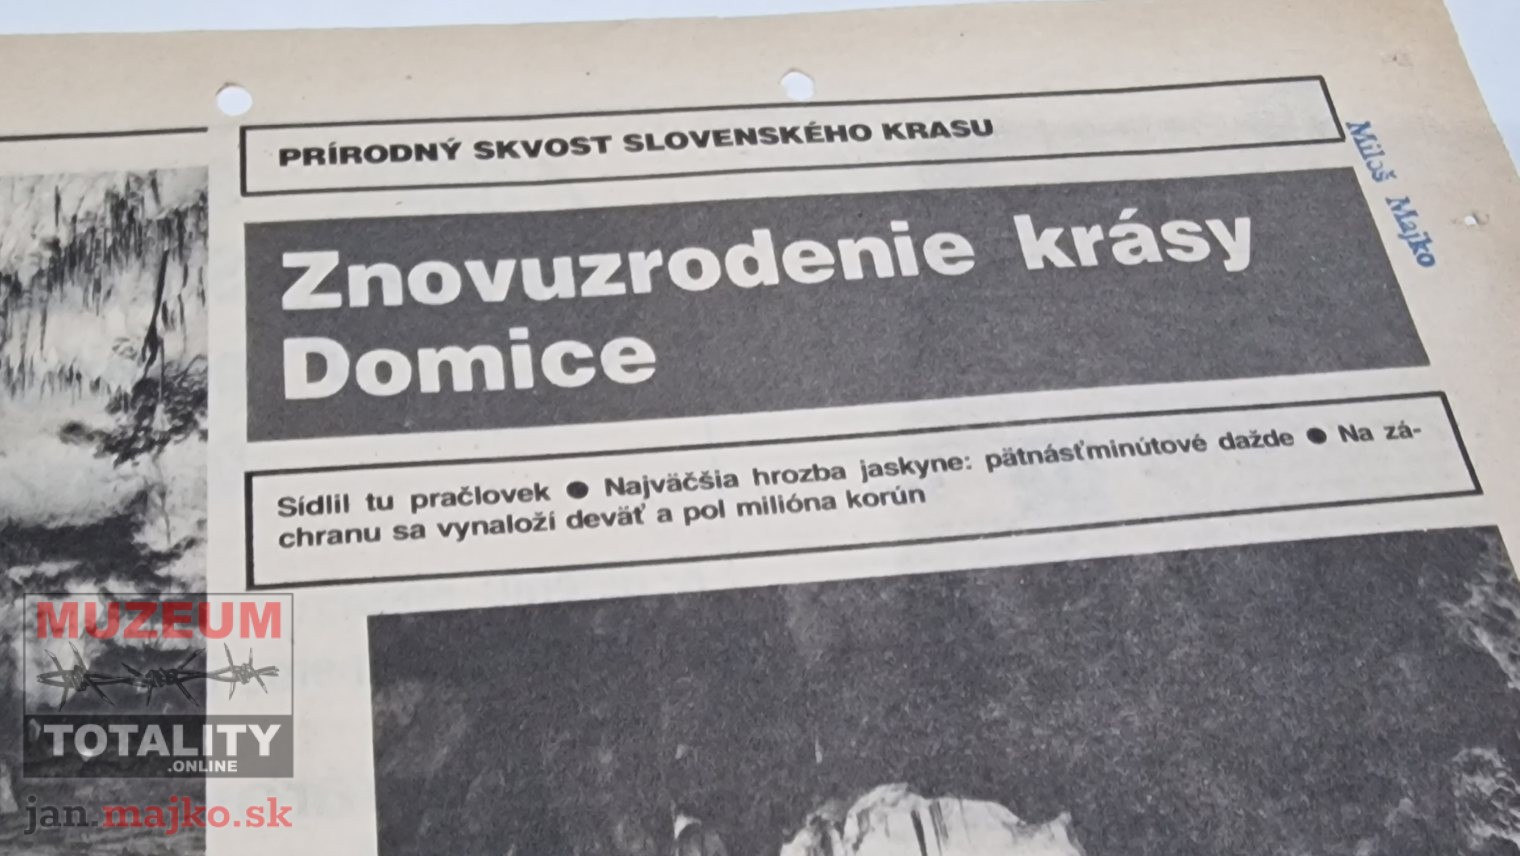 PRÍRODNÝ SKVOST SLOVENSKÉHO KRASU
Miloš Majko
Znovuzrodenie krásy
Domice
Sídlil tu pračlovek ● Najväčšia hrozba jaskyne: pätnásťminútové dažde ● Na zá-
chranu sa vynaloží deväť a pol milióna korún
MUZEUM
TOTALITY
.ONLINE
jan.majko.sk